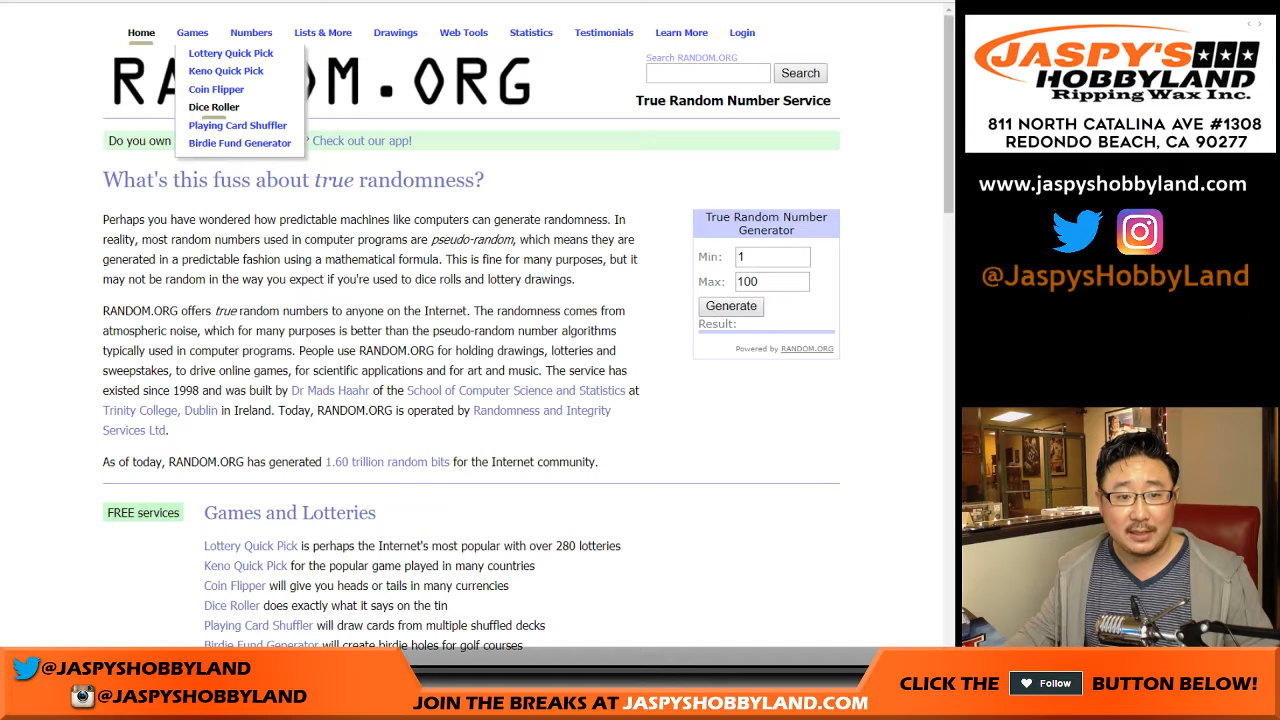 Home Games Numbers Lists & More Drawings Web Tools Statistics Testimonials Learn More Login
Lottery Quick Pick
Keno Quick Pick
Coin Flipper
Dice Roller
Playing Card Shuffler
Birdie Fund Generator
RA M.ORG
Search RANDOM.ORG
Search
True Random Number Service
Do you own ? Check out our app!
What's this fuss about true randomness?
Perhaps you have wondered how predictable machines like computers can generate randomness. In
reality, most random numbers used in computer programs are pseudo-random, which means they are
generated in a predictable fashion using a mathematical formula. This is fine for many purposes, but it
may not be random in the way you expect if you're used to dice rolls and lottery drawings.
RANDOM.ORG offers true random numbers to anyone on the Internet. The randomness comes from
atmospheric noise, which for many purposes is better than the pseudo-random number algorithms
typically used in computer programs. People use RANDOM.ORG for holding drawings, lotteries and
sweepstakes, to drive online games, for scientific applications and for art and music. The service has
existed since 1998 and was built by Dr Mads Haahr of the School of Computer Science and Statistics at
Trinity College, Dublin in Ireland. Today, RANDOM.ORG is operated by Randomness and Integrity
Services Ltd.
As of today, RANDOM.ORG has generated 1.60 trillion random bits for the Internet community.
True Random Number
Generator
Min: 1
Max: 100
Generate
Result:
Powered by RANDOM.ORG
FREE services
Games and Lotteries
Lottery Quick Pick is perhaps the Internet's most popular with over 280 lotteries
Keno Quick Pick for the popular game played in many countries
Coin Flipper will give you heads or tails in many currencies
Dice Roller does exactly what it says on the tin
Playing Card Shuffler will draw cards from multiple shuffled decks
Birdie Fund Generator will create birdie holes for golf courses
JASPY'S
HOBBYLAND
Ripping Wax Inc.
811 NORTH CATALINA AVE #1308
REDONDO BEACH, CA 90277
www.jaspyshobbyland.com
@JaspysHobbyLand
@JASPYSHOBBYLAND
@JASPYSHOBBYLAND
JOIN THE BREAKS AT JASPYSHOBBYLAND.COM
CLICK THE Follow BUTTON BELOW!